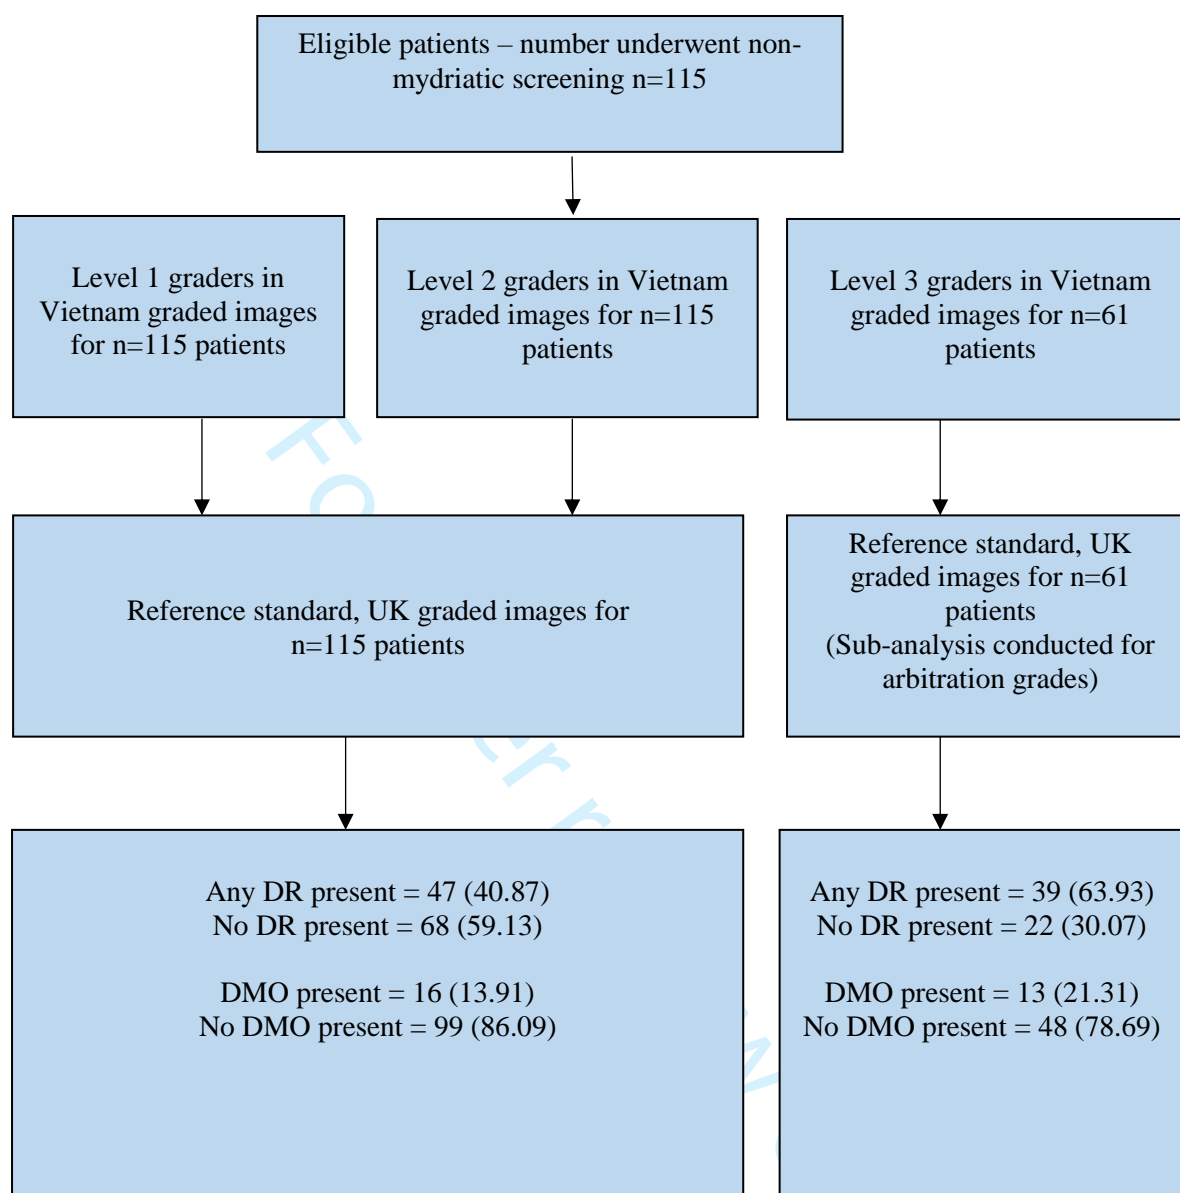 Eligible patients – number underwent non-
mydriatic screening n=115
Level 1 graders in
Vietnam graded images
for n=115 patients
Level 2 graders in Vietnam
graded images for n=115
patients
Level 3 graders in Vietnam
graded images for n=61
patients
Reference standard, UK graded images for
n=115 patients
Reference standard, UK
graded images for n=61
patients
(Sub-analysis conducted for
arbitration grades)
Any DR present = 47 (40.87)
No DR present = 68 (59.13)
DMO present = 16 (13.91)
No DMO present = 99 (86.09)
Any DR present = 39 (63.93)
No DR present = 22 (30.07)
DMO present = 13 (21.31)
No DMO present = 48 (78.69)